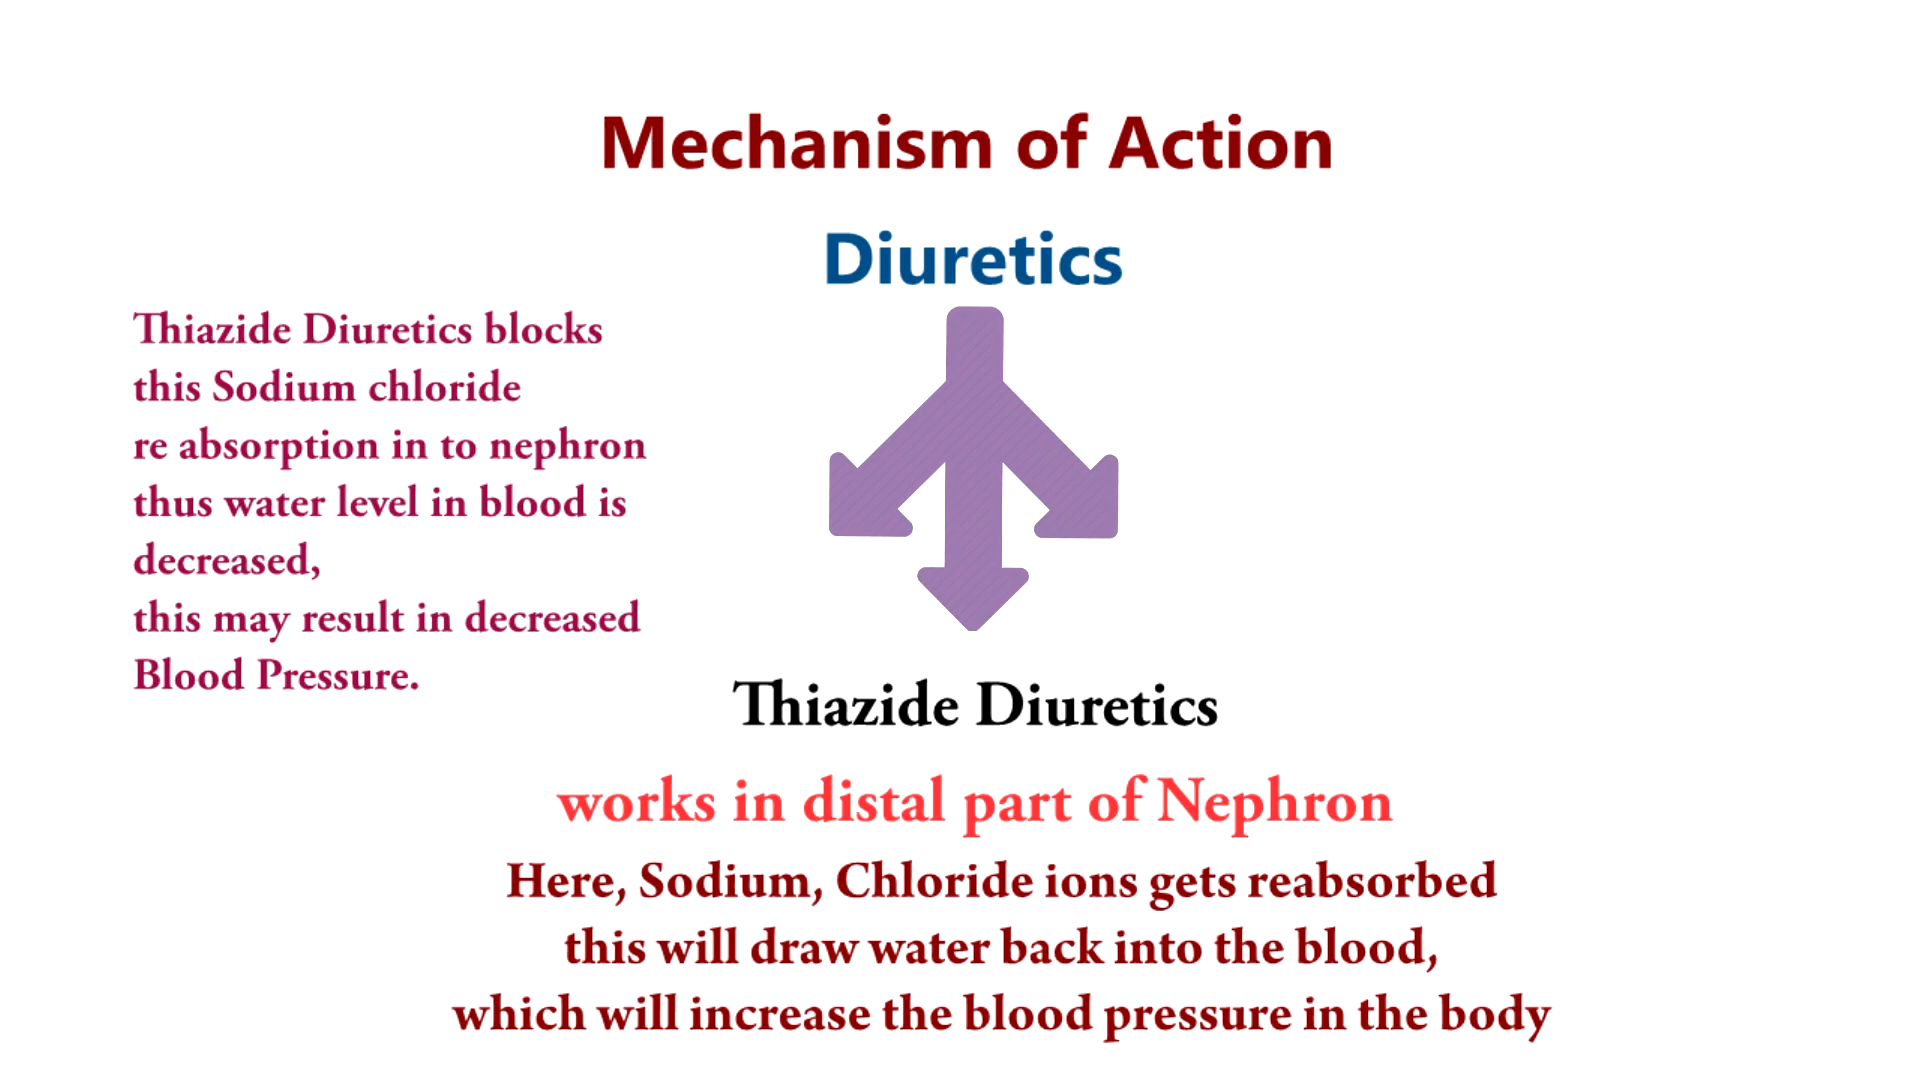 Mechanism of Action
Diuretics
Thiazide Diuretics blocks
this Sodium chloride
re absorption in to nephron
thus water level in blood is
decreased,
this may result in decreased
Blood Pressure.
Thiazide Diuretics
works in distal part of Nephron
Here, Sodium, Chloride ions gets reabsorbed
this will draw water back into the blood,
which will increase the blood pressure in the body